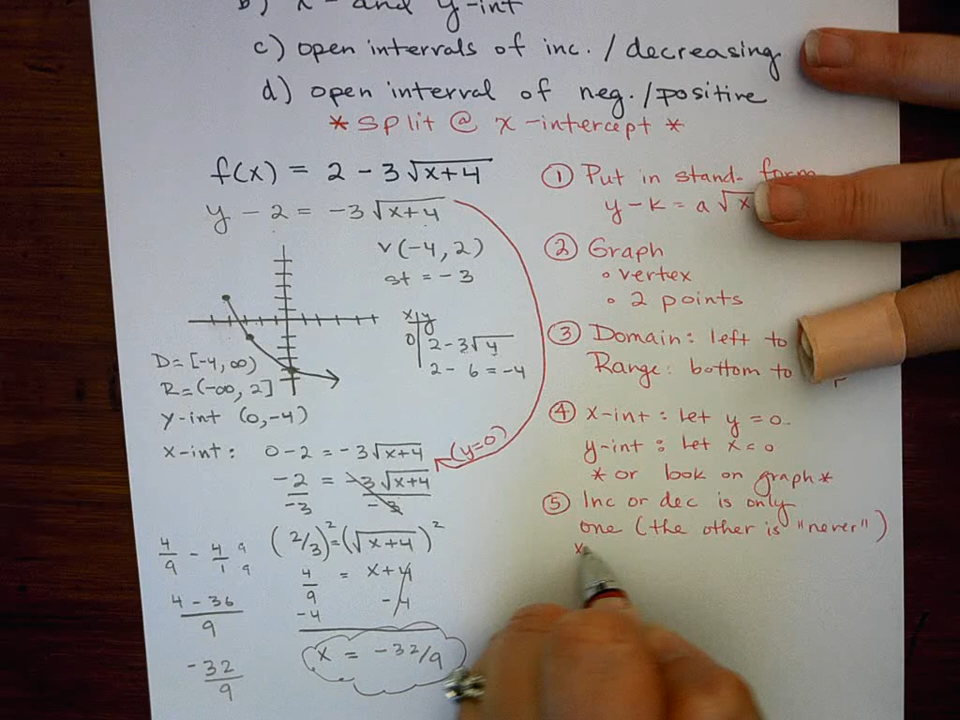 b) x- and y-int
c) open intervals of inc. / decreasing
d) open interval of neg. / positive
* split @ x-intercept *
f(x) = 2 - 3√(x+4)
y - 2 = -3√(x+4)
v(-4, 2)
st = -3
x|y
0| 2 - 3√4
2 - 6 = -4
D = [-4, ∞)
R = (-∞, 2]
y-int (0, -4)
x-int: 0 - 2 = -3√(x+4)
(y=0)
-2/-3 = -3√(x+4)/-3
(2/3)² = (√(x+4))²
4/9 = x+4
-4 -4
x = -32/9
4/9 - 4/1 9/9
4 - 36/9
-32/9
① Put in stand. form
y - k = a√x
② Graph
• vertex
• 2 points
③ Domain: left to
Range: bottom to
④ x-int: Let y = 0.
y-int: Let x = 0
* or look on graph *
⑤ Inc or dec is only
one (the other is "never")
x